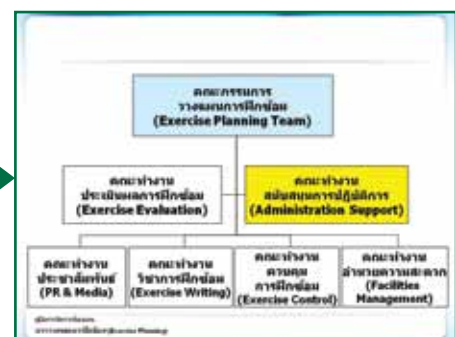 คณะกรรมการ
วางแผนการฝึกซ้อม
(Exercise Planning Team)
คณะทำงาน
ประเมินผลการฝึกซ้อม
(Exercise Evaluation)
คณะทำงาน
สนับสนุนการปฏิบัติการ
(Administration Support)
คณะทำงาน
ประชาสัมพันธ์
(PR & Media)
คณะทำงาน
วิชาการฝึกซ้อม
(Exercise Writing)
คณะทำงาน
ควบคุม
การฝึกซ้อม
(Exercise Control)
คณะทำงาน
อำนวยความสะดวก
(Facilities
Management)
(Exercise Planning)